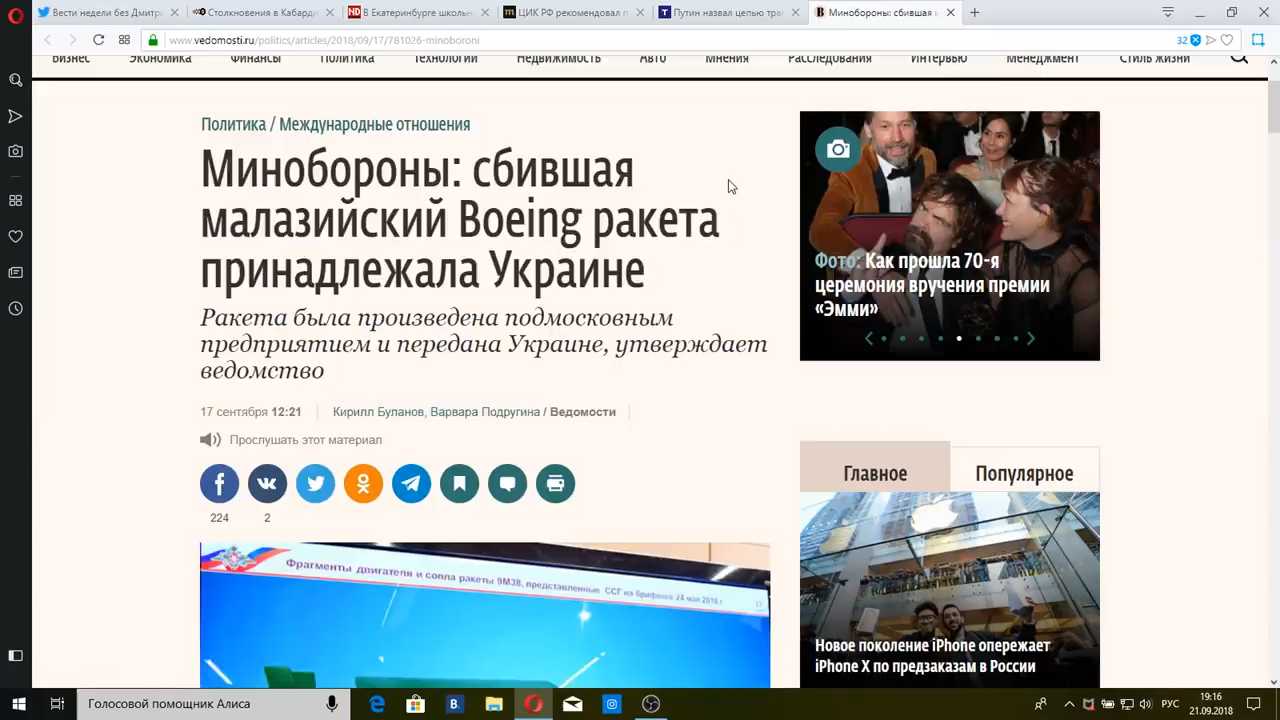 Вести недели без Дмитр
Столкновения в Кабарди
В Екатеринбурге школьн
ЦИК РФ рекомендовал п
Путин назвал цепью тра
Минобороны: сбившая м
www.vedomosti.ru/politics/articles/2018/09/17/781026-minoboroni
32
Бизнес
Экономика
Финансы
Политика
Технологии
Недвижимость
Авто
Мнения
Расследования
Интервью
Менеджмент
Стиль жизни
Политика / Международные отношения
Минобороны: сбившая
малазийский Boeing ракета
принадлежала Украине
Ракета была произведена подмосковным
предприятием и передана Украине, утверждает
ведомство
17 сентября 12:21
Кирилл Буланов, Варвара Подругина / Ведомости
Прослушать этот материал
224
2
Фрагменты двигателя и сопла ракеты 9М38, представленные ССГ на брифинге 24 мая 2018 г.
Фото: Как прошла 70-я
церемония вручения премии
«Эмми»
Главное
Популярное
Новое поколение iPhone опережает
iPhone X по предзаказам в России
Голосовой помощник Алиса
РУС
19:16
21.09.2018